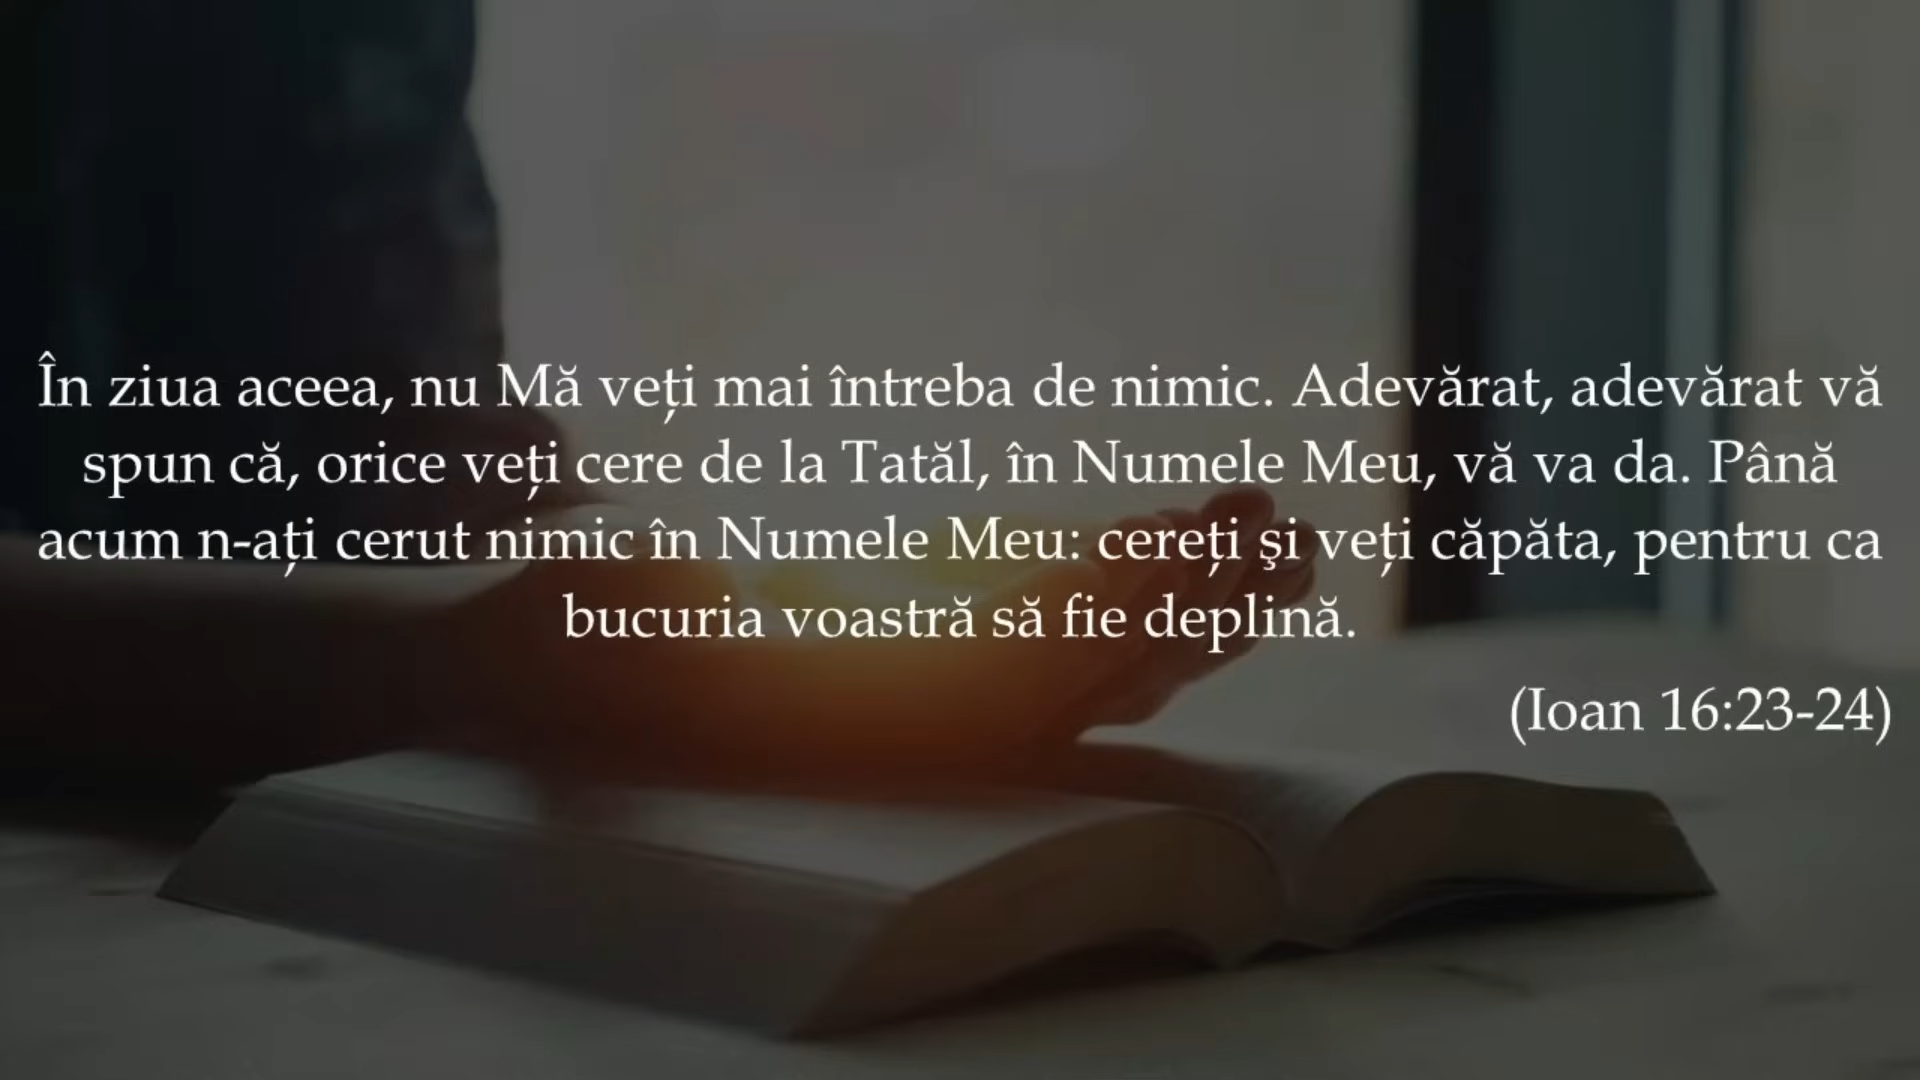 În ziua aceea, nu Mă veți mai întreba de nimic. Adevărat, adevărat vă
spun că, orice veți cere de la Tatăl, în Numele Meu, vă va da. Până
acum n-ați cerut nimic în Numele Meu: cereți şi veți căpăta, pentru ca
bucuria voastră să fie deplină.
(Ioan 16:23-24)